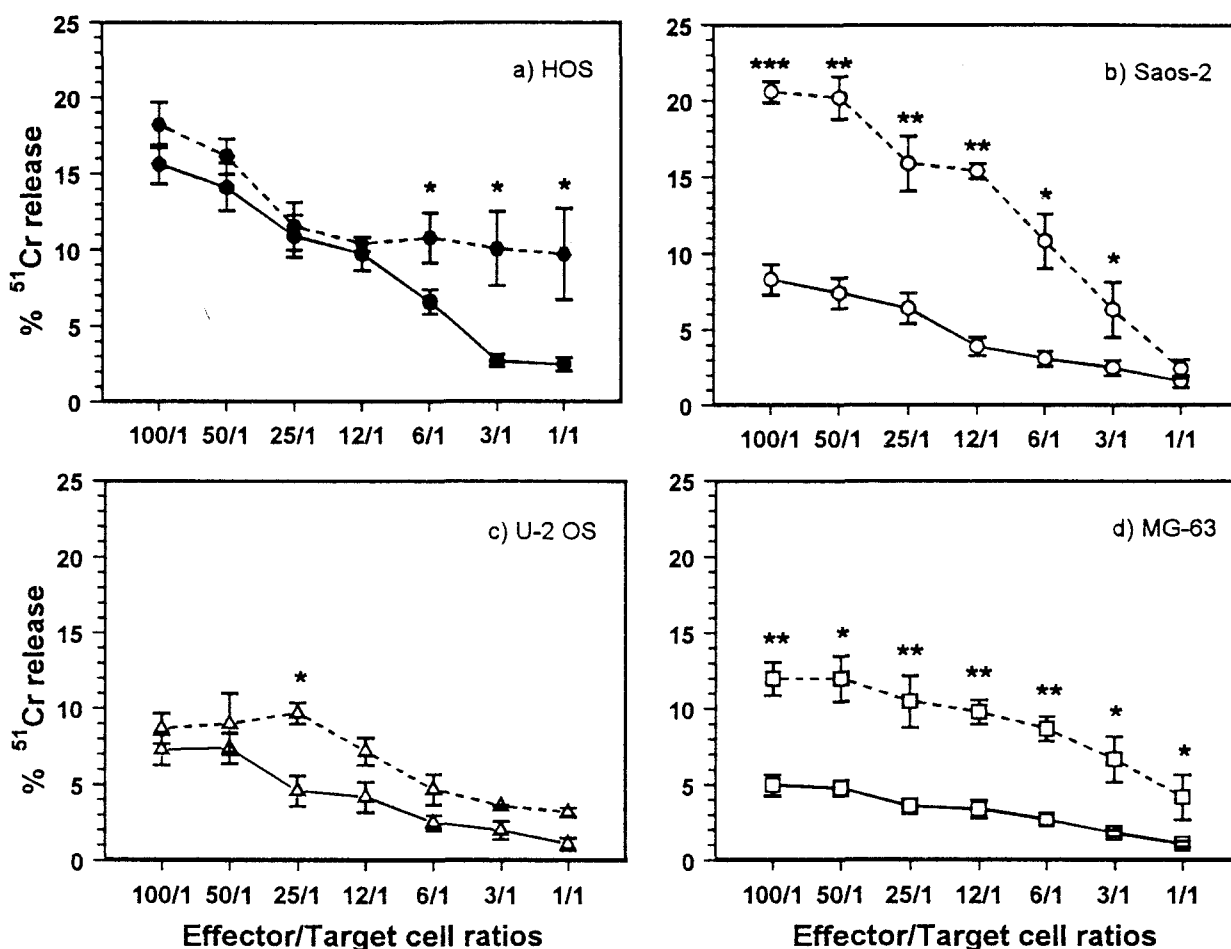 a) HOS
% ⁵¹Cr release
25
20
15
10
5
0
* * *
100/1 50/1 25/1 12/1 6/1 3/1 1/1
b) Saos-2
25
20
15
10
5
0
*** ** ** ** * *
100/1 50/1 25/1 12/1 6/1 3/1 1/1
c) U-2 OS
% ⁵¹Cr release
25
20
15
10
5
0
*
100/1 50/1 25/1 12/1 6/1 3/1 1/1
Effector/Target cell ratios
d) MG-63
25
20
15
10
5
0
** * ** ** ** * *
100/1 50/1 25/1 12/1 6/1 3/1 1/1
Effector/Target cell ratios